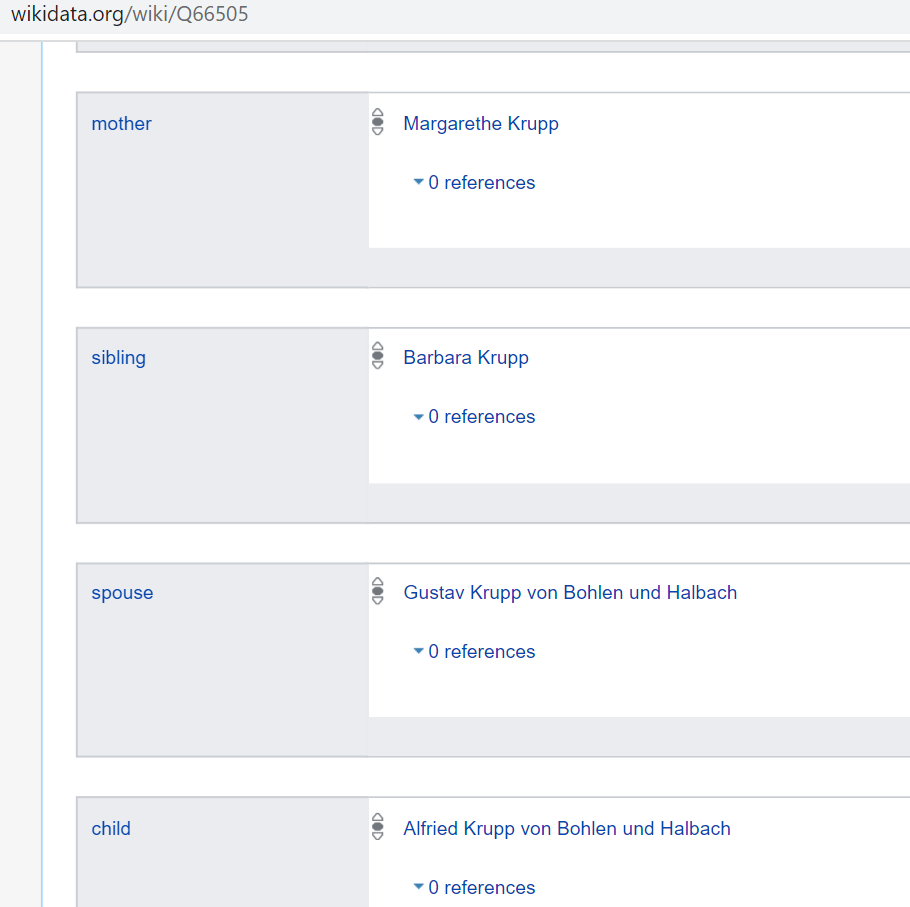 wikidata.org/wiki/Q66505
mother
Margarethe Krupp
0 references
sibling
Barbara Krupp
0 references
spouse
Gustav Krupp von Bohlen und Halbach
0 references
child
Alfried Krupp von Bohlen und Halbach
0 references